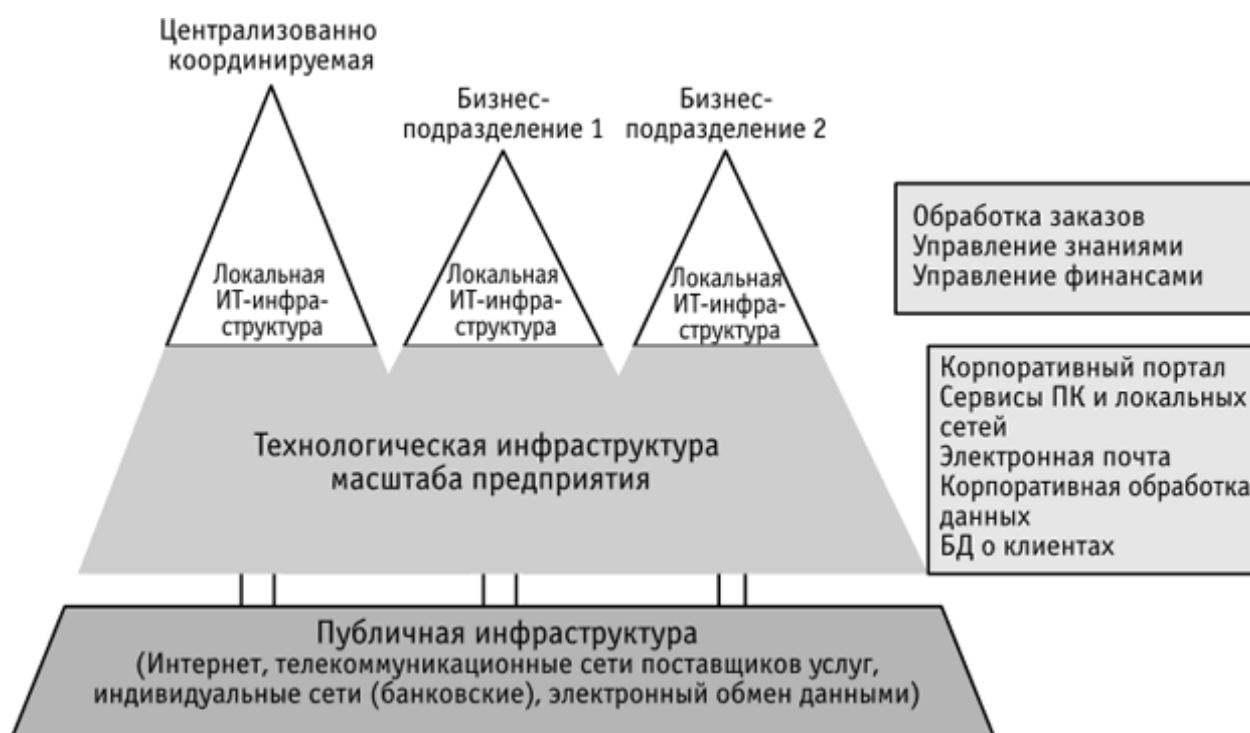 Централизованно
координируемая
Бизнес-
подразделение 1
Бизнес-
подразделение 2
Локальная
ИТ-инфра-
структура
Локальная
ИТ-инфра-
структура
Локальная
ИТ-инфра-
структура
Обработка заказов
Управление знаниями
Управление финансами
Технологическая инфраструктура
масштаба предприятия
Корпоративный портал
Сервисы ПК и локальных
сетей
Электронная почта
Корпоративная обработка
данных
БД о клиентах
Публичная инфраструктура
(Интернет, телекоммуникационные сети поставщиков услуг,
индивидуальные сети (банковские), электронный обмен данными)